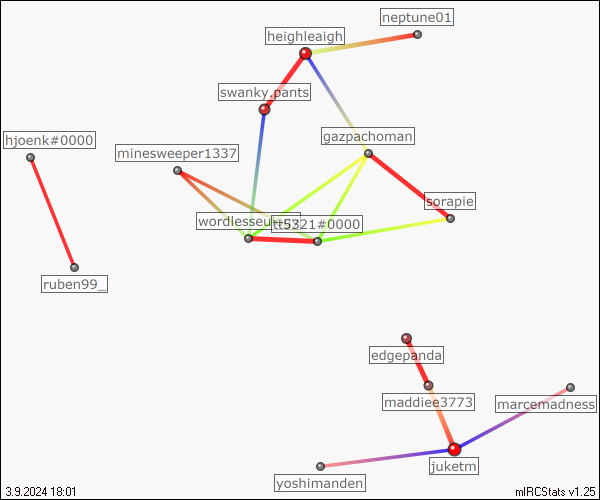 neptune01
heighleaigh
swanky.pants
gazpachoman
hjoenk#0000
minesweeper1337
sorapie
tt5321#0000
ruben99_
edgepanda
maddiee3773
marcemadness
juketm
yoshimanden
3.9.2024 18:01
mIRCStats v1.25